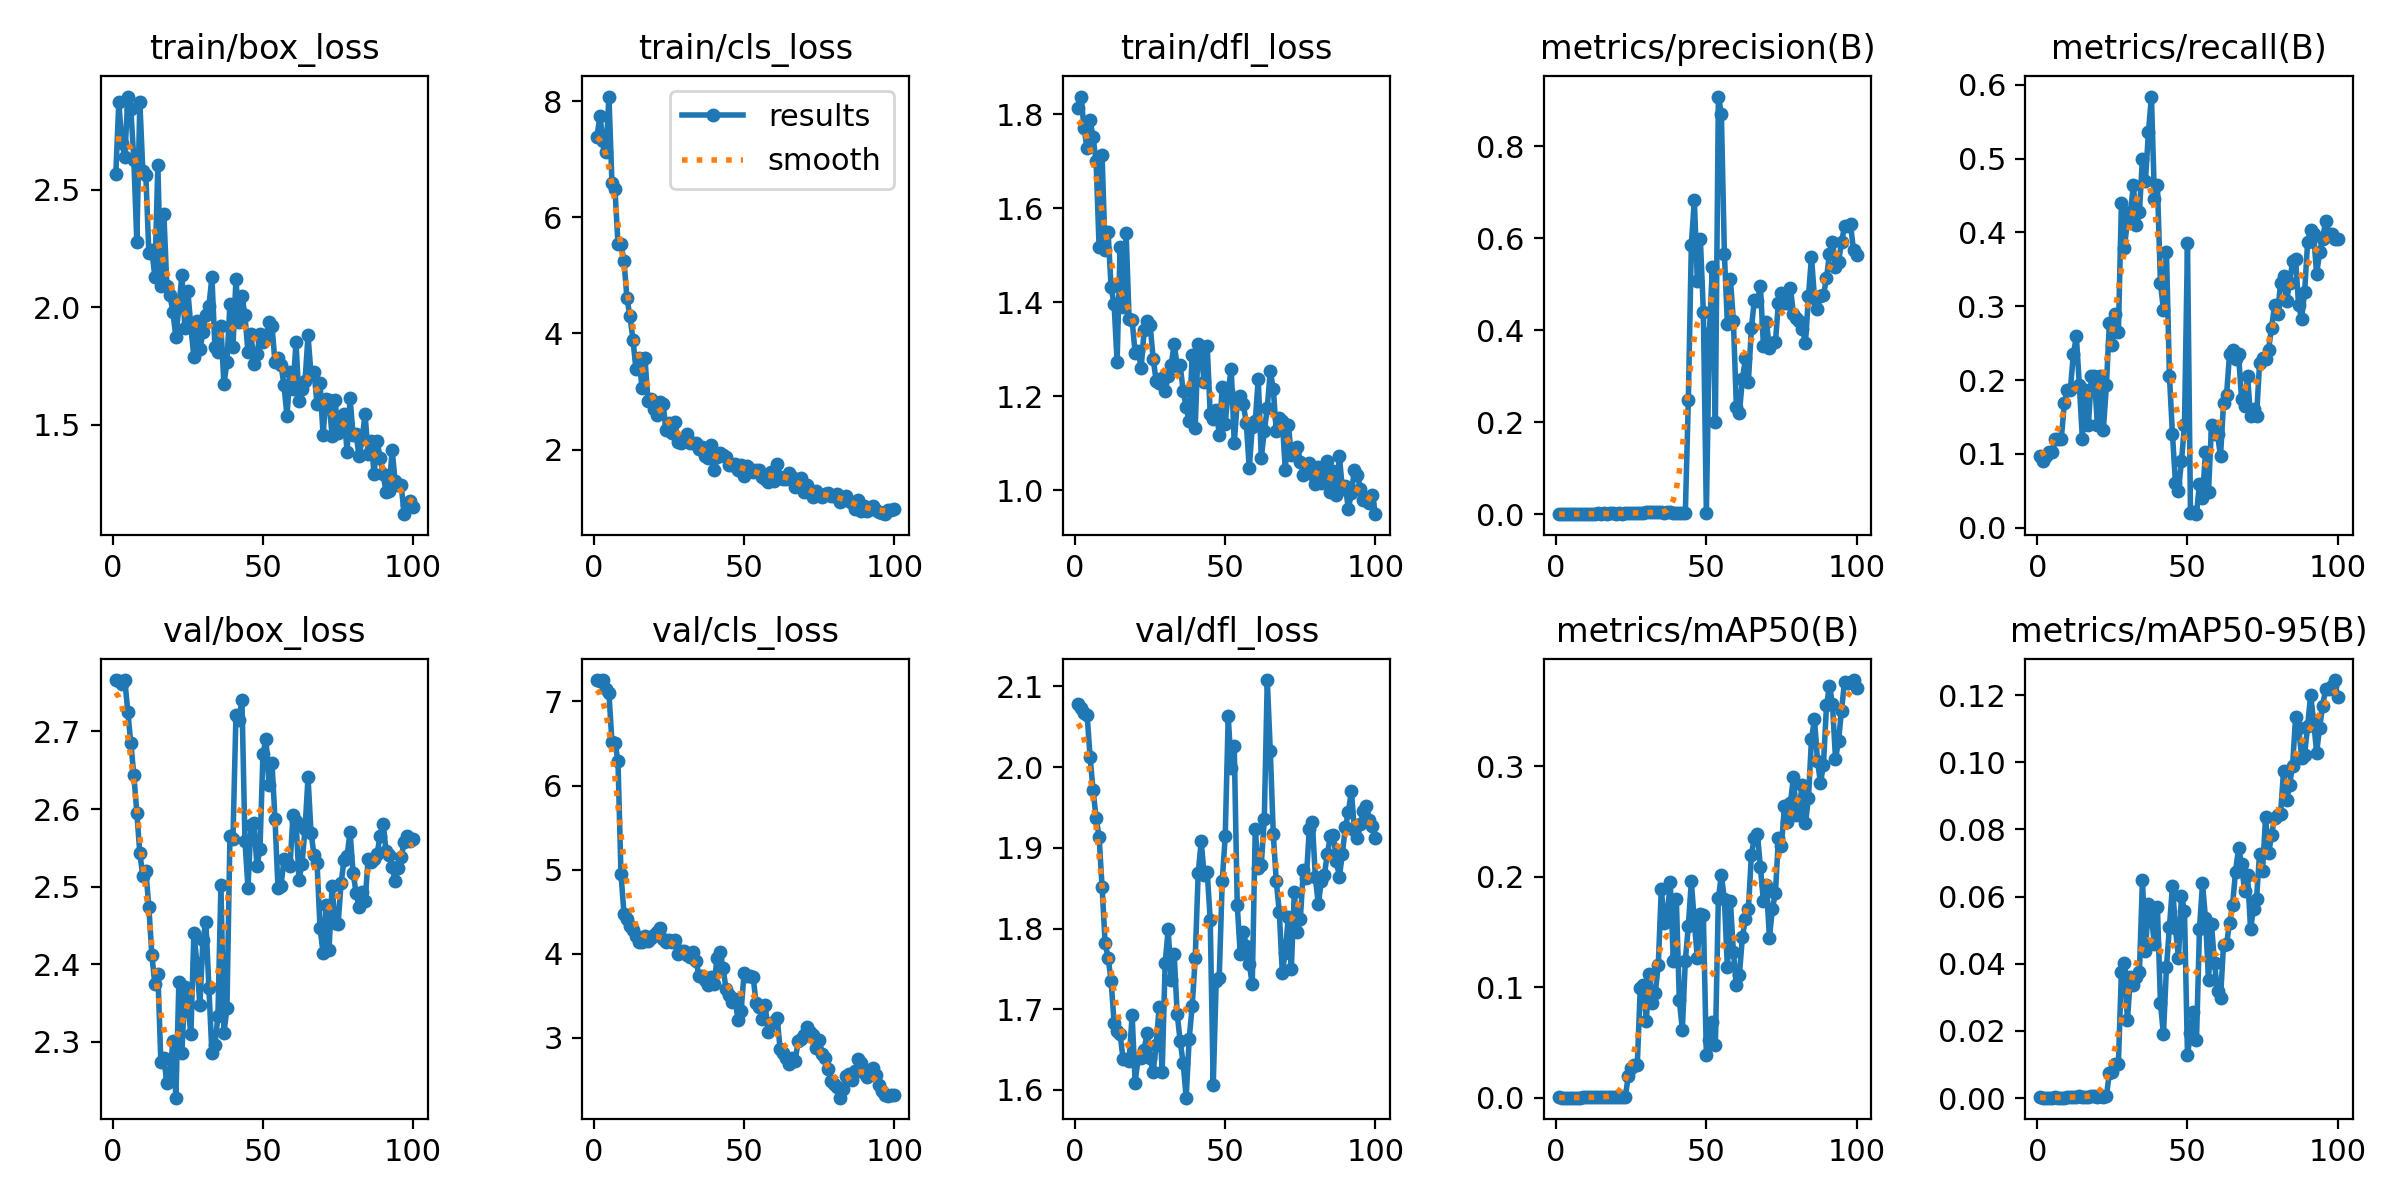 train/box_loss
2.5
2.0
1.5
0 50 100
train/cls_loss
results
smooth
8
6
4
2
0 50 100
train/dfl_loss
1.8
1.6
1.4
1.2
1.0
0 50 100
metrics/precision(B)
0.8
0.6
0.4
0.2
0.0
0 50 100
metrics/recall(B)
0.6
0.5
0.4
0.3
0.2
0.1
0.0
0 50 100
val/box_loss
2.7
2.6
2.5
2.4
2.3
0 50 100
val/cls_loss
7
6
5
4
3
0 50 100
val/dfl_loss
2.1
2.0
1.9
1.8
1.7
1.6
0 50 100
metrics/mAP50(B)
0.3
0.2
0.1
0.0
0 50 100
metrics/mAP50-95(B)
0.12
0.10
0.08
0.06
0.04
0.02
0.00
0 50 100